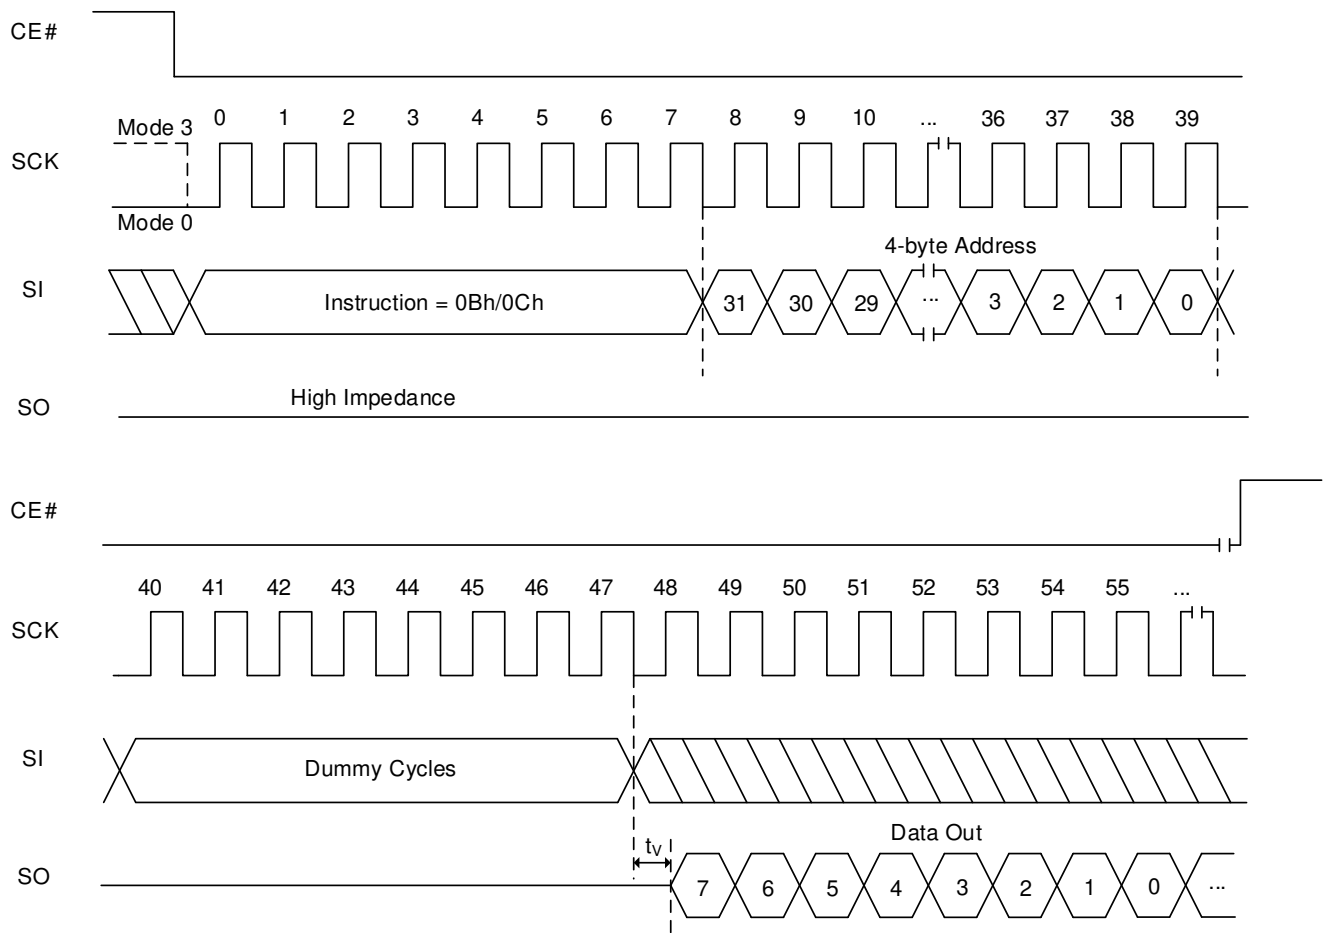 CE#
Mode 3 0 1 2 3 4 5 6 7 8 9 10 ... 36 37 38 39
SCK
Mode 0
4-byte Address
SI Instruction = 0Bh/0Ch 31 30 29 ... 3 2 1 0
High Impedance
SO
CE#
40 41 42 43 44 45 46 47 48 49 50 51 52 53 54 55 ...
SCK
SI Dummy Cycles
Data Out
tV
SO 7 6 5 4 3 2 1 0 ...